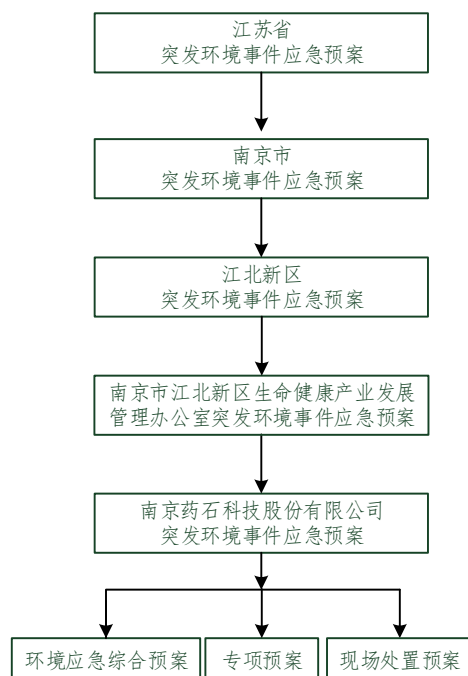 江苏省
突发环境事件应急预案
南京市
突发环境事件应急预案
江北新区
突发环境事件应急预案
南京市江北新区生命健康产业发展
管理办公室突发环境事件应急预案
南京药石科技股份有限公司
突发环境事件应急预案
环境应急综合预案
专项预案
现场处置预案